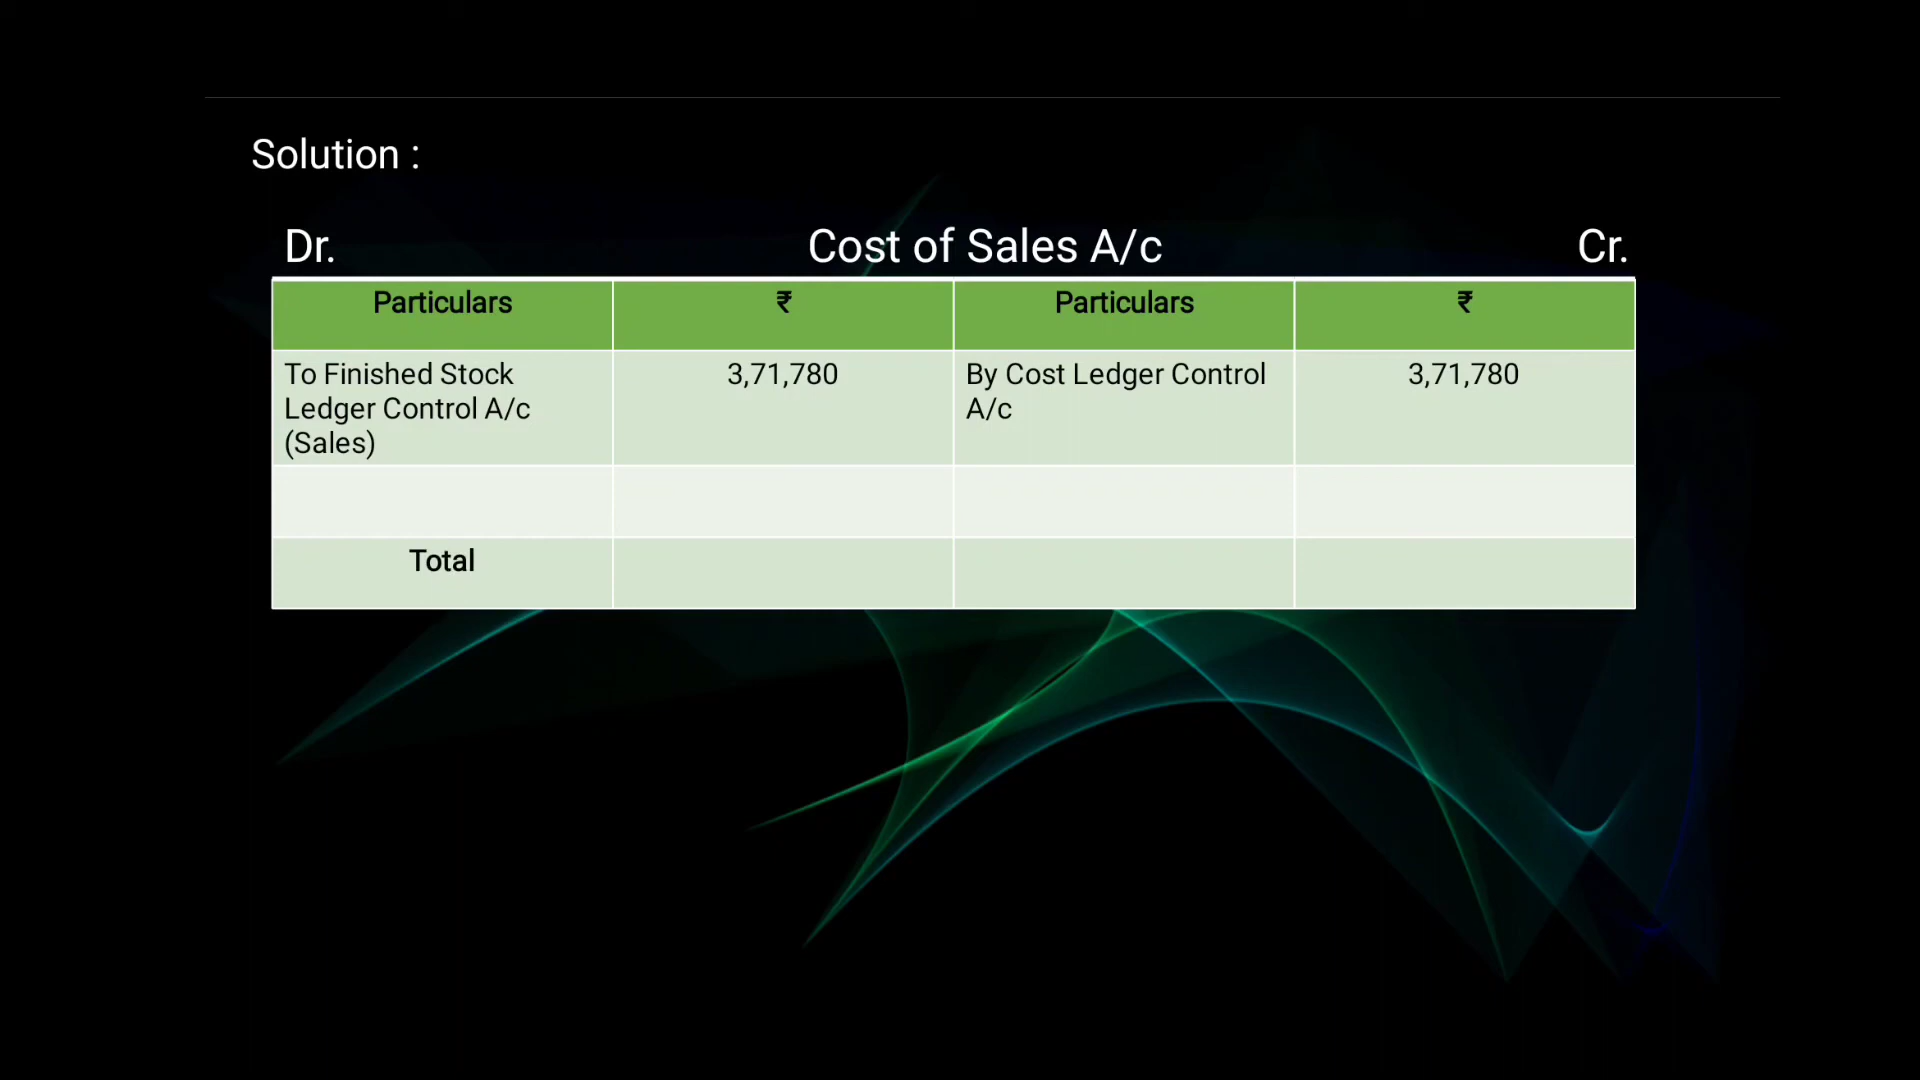 Solution :
Dr. Cost of Sales A/c Cr.
Particulars ₹ Particulars ₹
To Finished Stock 3,71,780 By Cost Ledger Control 3,71,780
Ledger Control A/c A/c
(Sales)
Total